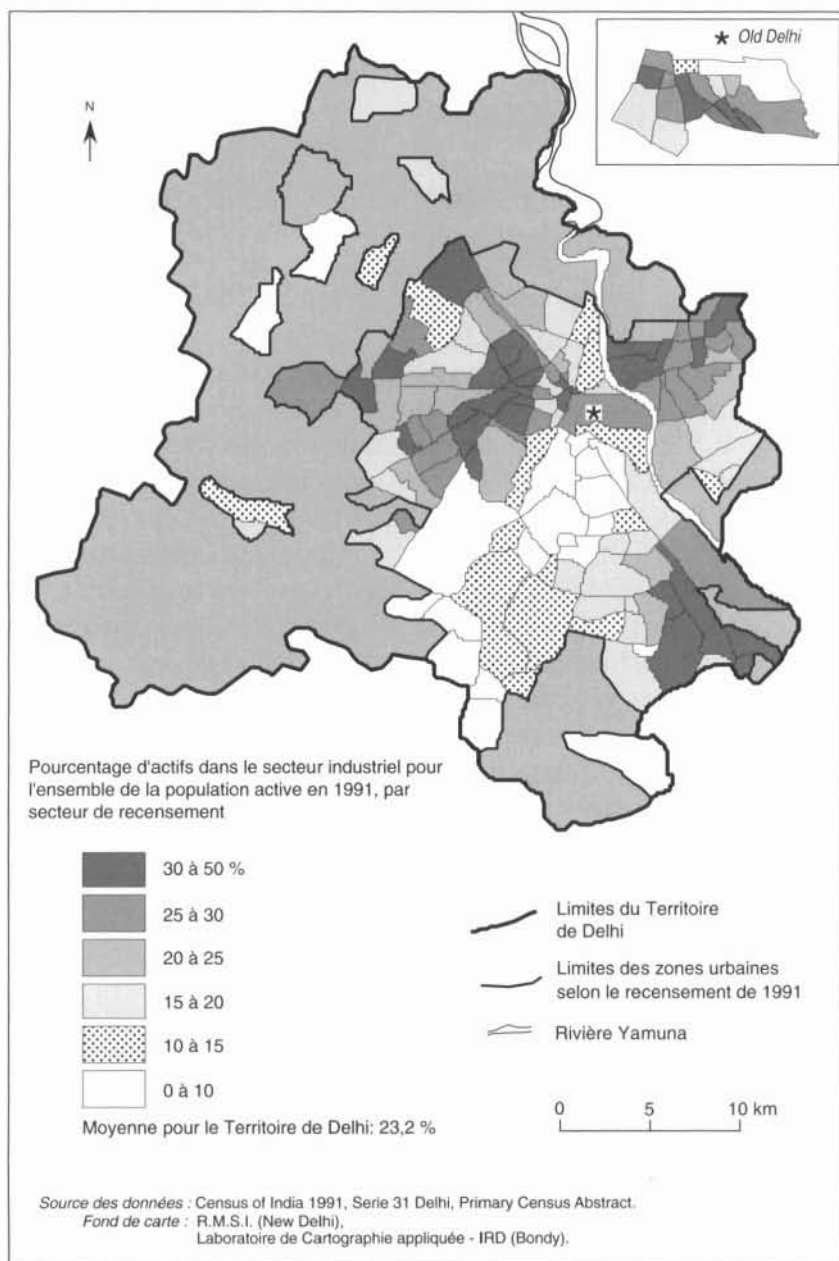 ★ Old Delhi
N
Pourcentage d'actifs dans le secteur industriel pour
l'ensemble de la population active en 1991, par
secteur de recensement
30 à 50 %
25 à 30
20 à 25
15 à 20
10 à 15
0 à 10
Moyenne pour le Territoire de Delhi: 23,2 %
Limites du Territoire
de Delhi
Limites des zones urbaines
selon le recensement de 1991
Rivière Yamuna
0 5 10 km
Source des données : Census of India 1991, Serie 31 Delhi, Primary Census Abstract.
Fond de carte : R.M.S.I. (New Delhi),
Laboratoire de Cartographie appliquée - IRD (Bondy).